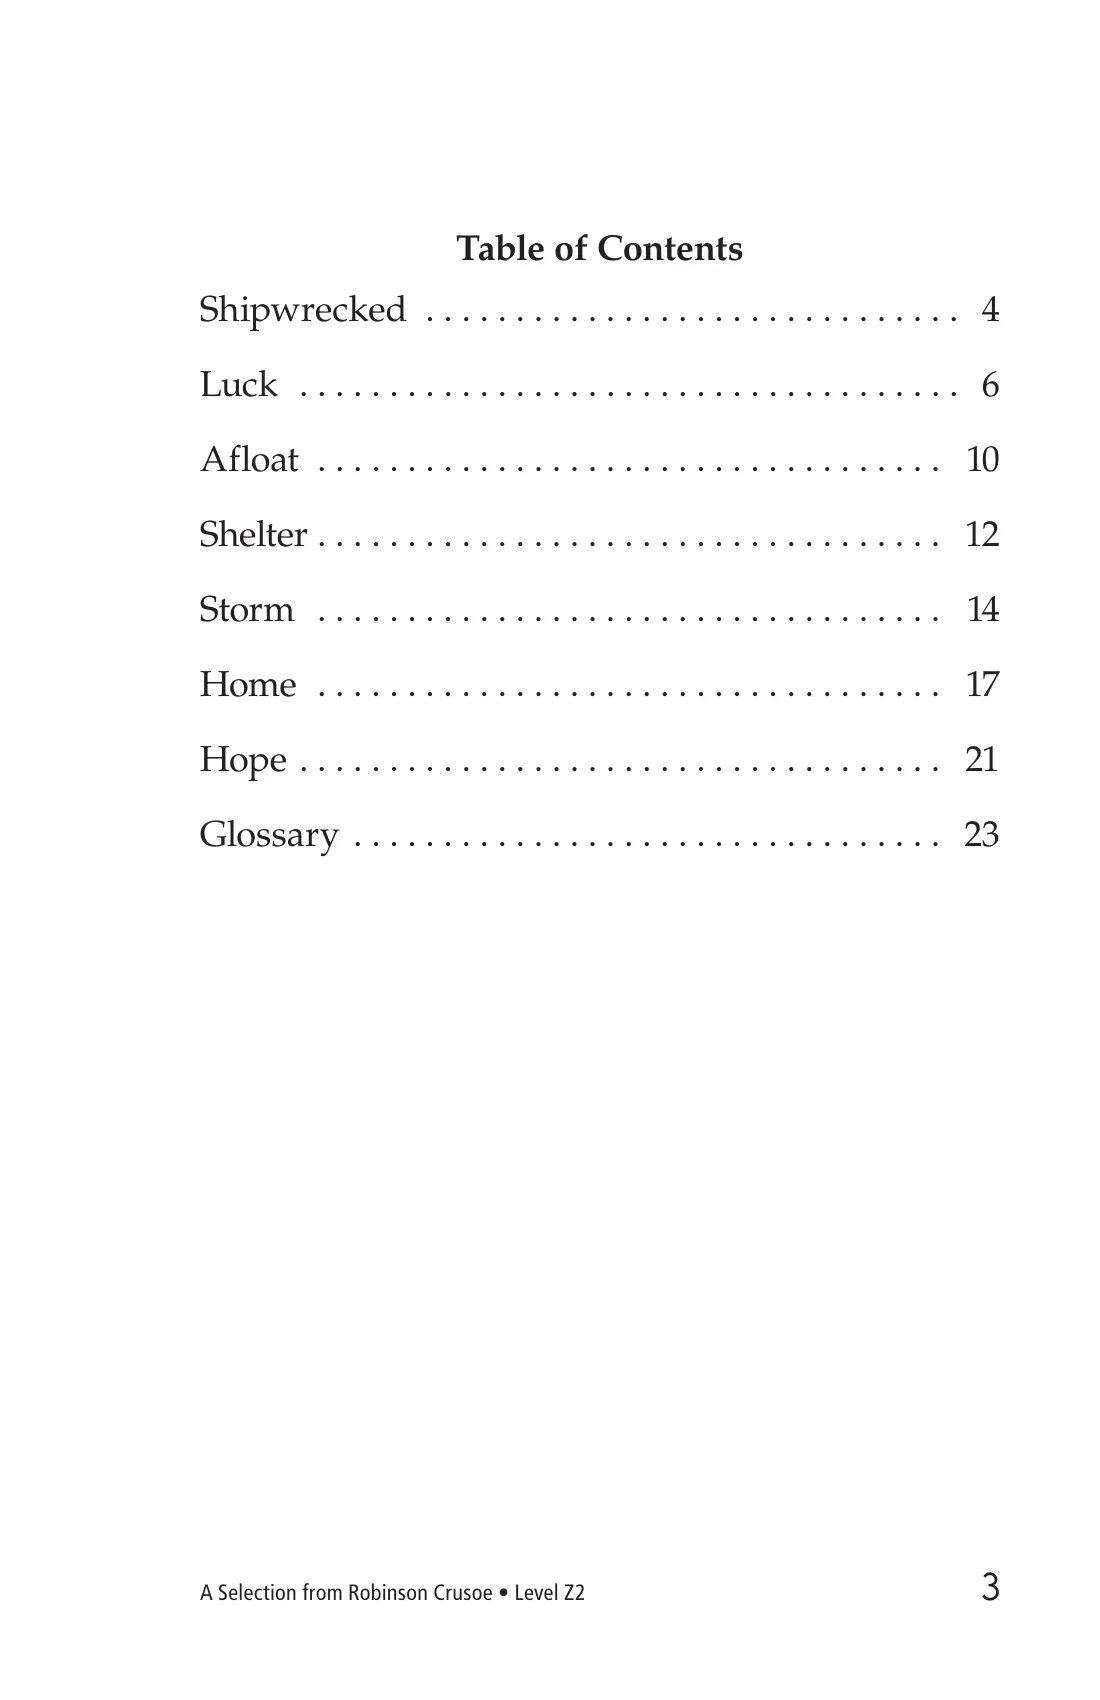 Table of Contents
Shipwrecked . . . . . . . . . . . . . . . . . . . . . . . . . . . . . . 4
Luck . . . . . . . . . . . . . . . . . . . . . . . . . . . . . . . . . . . . . 6
Afloat . . . . . . . . . . . . . . . . . . . . . . . . . . . . . . . . . . . 10
Shelter . . . . . . . . . . . . . . . . . . . . . . . . . . . . . . . . . . . 12
Storm . . . . . . . . . . . . . . . . . . . . . . . . . . . . . . . . . . . 14
Home . . . . . . . . . . . . . . . . . . . . . . . . . . . . . . . . . . . 17
Hope . . . . . . . . . . . . . . . . . . . . . . . . . . . . . . . . . . . . 21
Glossary . . . . . . . . . . . . . . . . . . . . . . . . . . . . . . . . . 23
A Selection from Robinson Crusoe • Level Z2 3